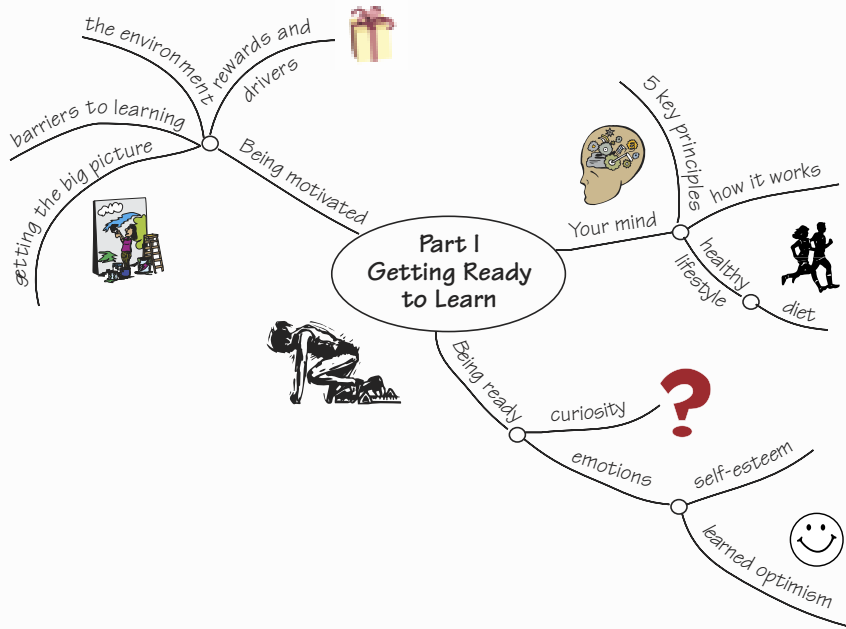 Part I
Getting Ready
to Learn
Being motivated
getting the big picture
barriers to learning
the environment
rewards and
drivers
Your mind
5 key principles
how it works
healthy
lifestyle
diet
Being ready
curiosity
emotions
self-esteem
learned optimism